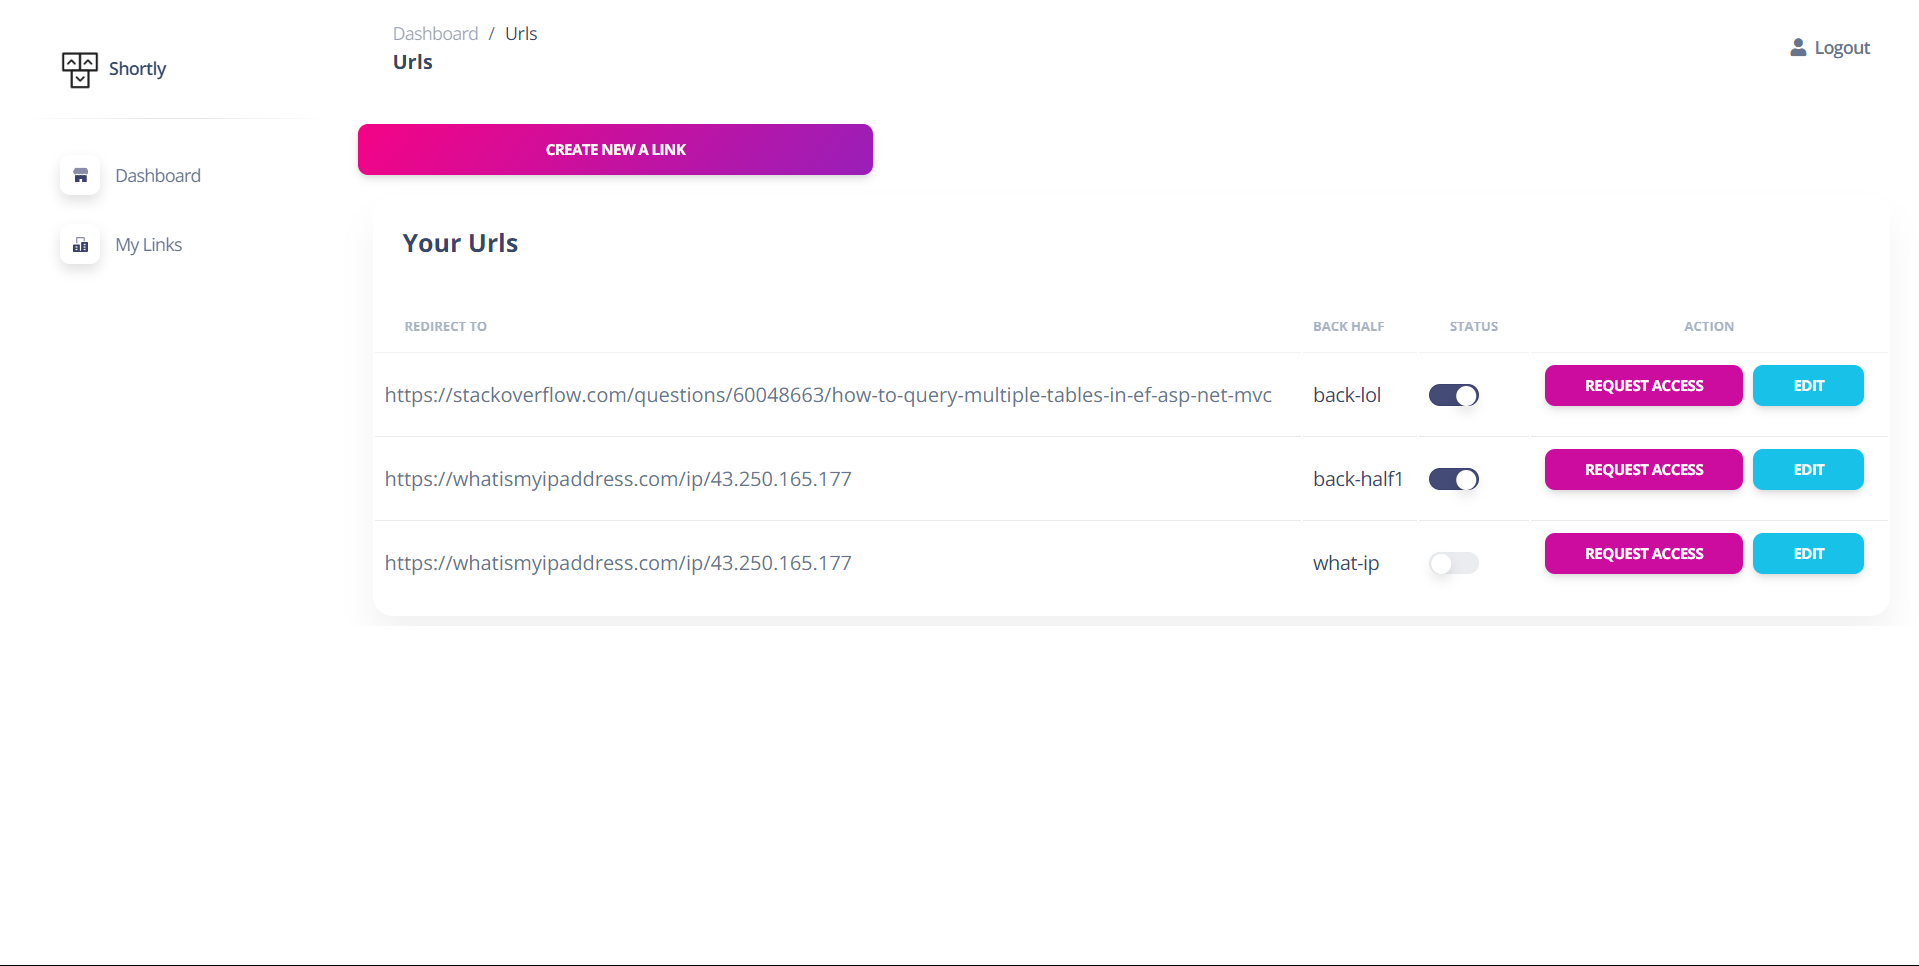 Shortly
Dashboard
My Links
Dashboard / Urls
Urls
Logout
CREATE NEW A LINK
Your Urls
REDIRECT TO BACK HALF STATUS ACTION
https://stackoverflow.com/questions/60048663/how-to-query-multiple-tables-in-ef-asp-net-mvc back-lol REQUEST ACCESS EDIT
https://whatismyipaddress.com/ip/43.250.165.177 back-half1 REQUEST ACCESS EDIT
https://whatismyipaddress.com/ip/43.250.165.177 what-ip REQUEST ACCESS EDIT